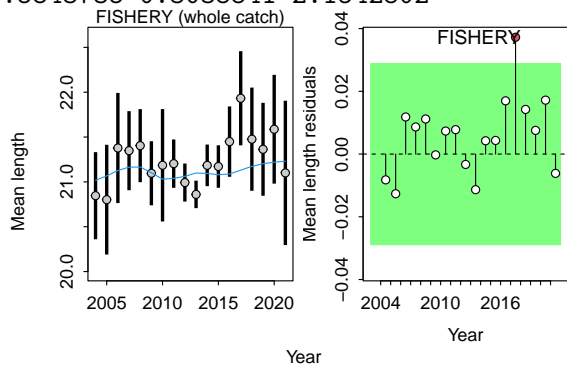 FISHERY (whole catch)
Mean length
20.0
21.0
22.0
2005
2010
2015
2020
FISHERY
Mean length residuals
−0.04
−0.02
0.00
0.02
0.04
2004
2010
2016
Year
Year